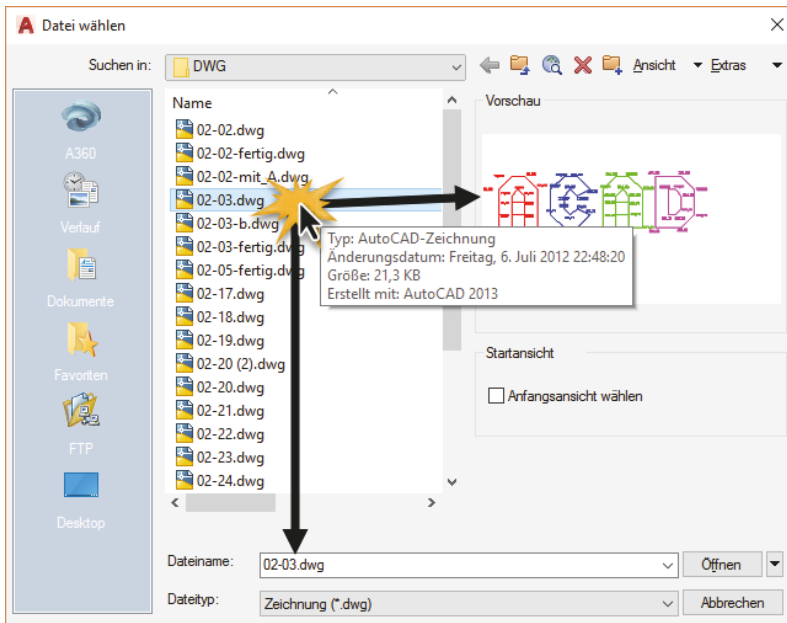 Datei wählen
Suchen in: DWG Ansicht Extras
A360
Verlauf
Dokumente
Favoriten
FTP
Desktop
Name
02-02.dwg
02-02-fertig.dwg
02-02-mit_A.dwg
02-03.dwg
02-03-b.dwg
02-03-fertig.dwg
02-05-fertig.dwg
02-17.dwg
02-18.dwg
02-19.dwg
02-20 (2).dwg
02-20.dwg
02-21.dwg
02-22.dwg
02-23.dwg
02-24.dwg
Typ: AutoCAD-Zeichnung
Änderungsdatum: Freitag, 6. Juli 2012 22:48:20
Größe: 21,3 KB
Erstellt mit: AutoCAD 2013
Vorschau
Startansicht
Anfangsansicht wählen
Dateiname: 02-03.dwg Öffnen
Dateityp: Zeichnung (*.dwg) Abbrechen